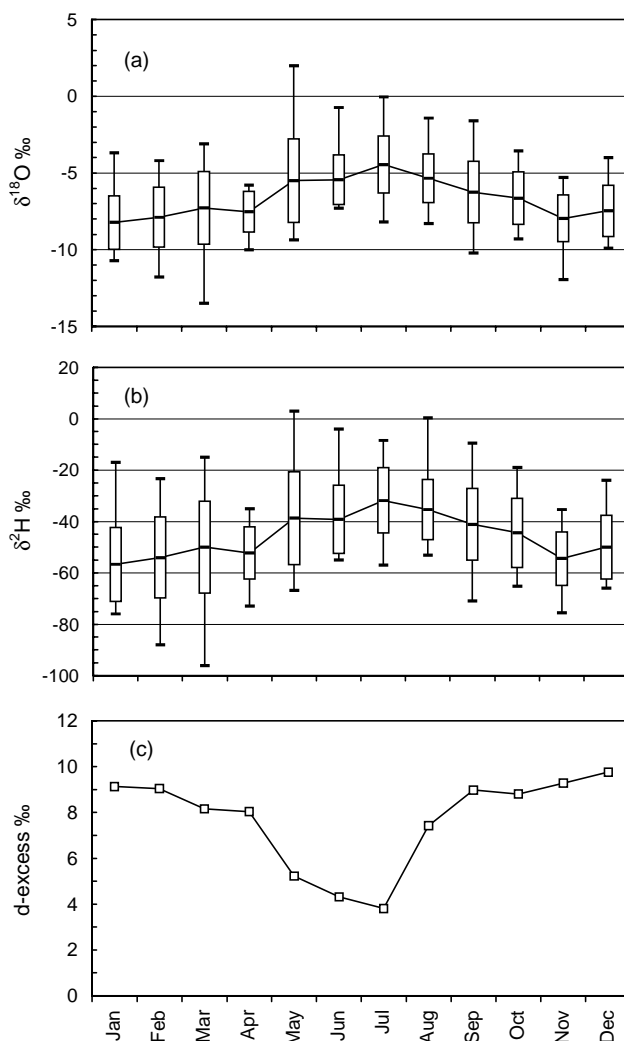 5
(a)
0
-5
-10
-15
δ18O ‰
20
(b)
0
-20
-40
-60
-80
-100
δ2H ‰
12
(c)
10
8
6
4
2
0
d-excess ‰
Jan Feb Mar Apr May Jun Jul Aug Sep Oct Nov Dec